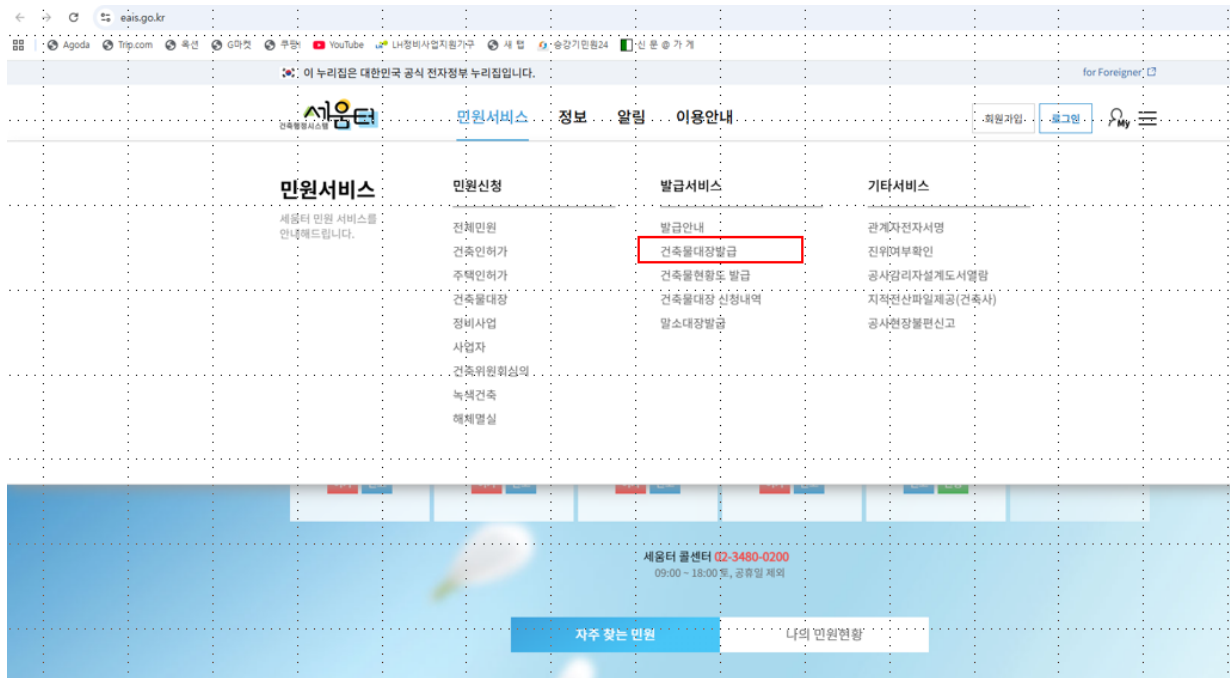 eais.go.kr
Agoda Trip.com 옥션 G마켓 쿠팡! YouTube LH정비사업지원기구 새 탭 승강기민원24 신 문 @ 가 게
이 누리집은 대한민국 공식 전자정부 누리집입니다. for Foreigner
세움터 건축행정시스템 민원서비스 정보 알림 이용안내 회원가입 로그인 My
민원서비스
세움터 민원 서비스를
안내해드립니다.
민원신청
전체민원
건축인허가
주택인허가
건축물대장
정비사업
사업자
건축위원회심의
녹색건축
해체멸실
발급서비스
발급안내
건축물대장발급
건축물현황도 발급
건축물대장 신청내역
말소대장발급
기타서비스
관계자전자서명
진위여부확인
공사감리자설계도서열람
지적전산파일제공(건축사)
공사현장불편신고
세움터 콜센터 02-3480-0200
09:00 ~ 18:00 토, 공휴일 제외
자주 찾는 민원 나의 민원현황